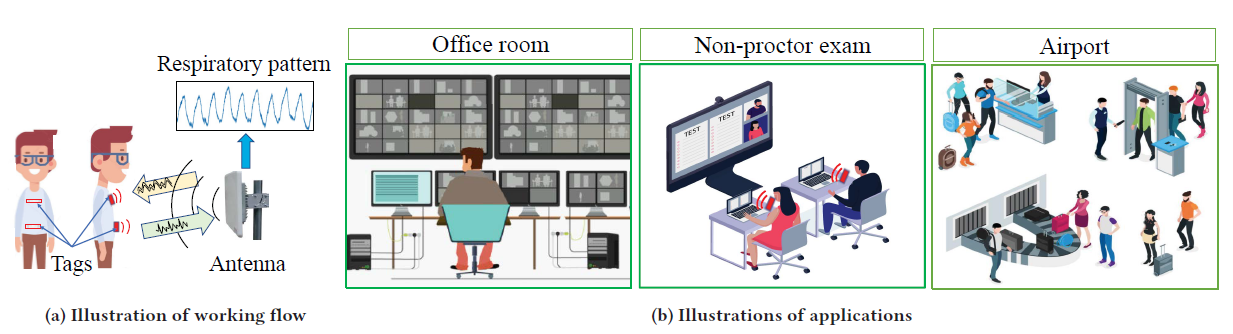 Respiratory pattern
Tags
Antenna
(a) Illustration of working flow
Office room
Non-proctor exam
Airport
TEST
TEST
(b) Illustrations of applications